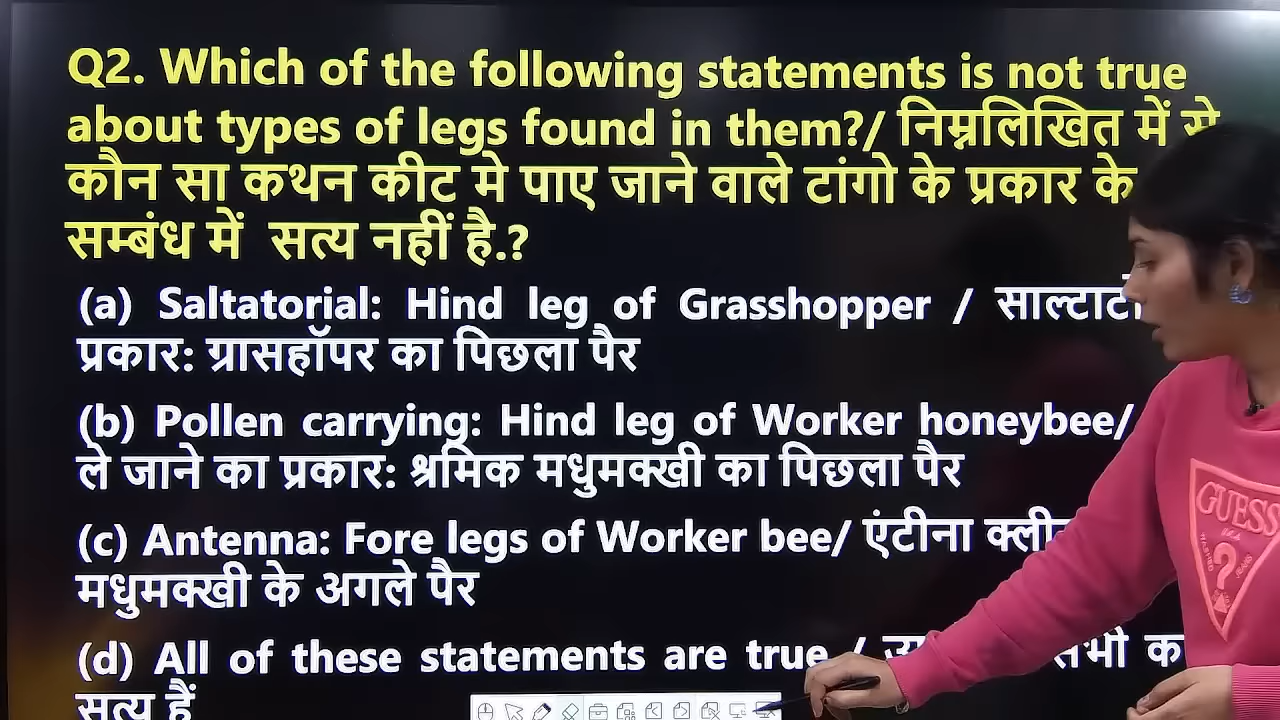 Q2. Which of the following statements is not true
about types of legs found in them?/ निम्नलिखित में से
कौन सा कथन कीट मे पाए जाने वाले टांगो के प्रकार के
सम्बंध में सत्य नहीं है.?
(a) Saltatorial: Hind leg of Grasshopper /
प्रकार: ग्रासहॉपर का पिछला पैर
(b) Pollen carrying: Hind leg of Worker honeybee/
ले जाने का प्रकार: श्रमिक मधुमक्खी का पिछला पैर
(c) Antenna: Fore legs of Worker bee/ एंटीना
मधुमक्खी के अगले पैर
(d) All of these statements are true /
सत्य हैं
GUESS
?